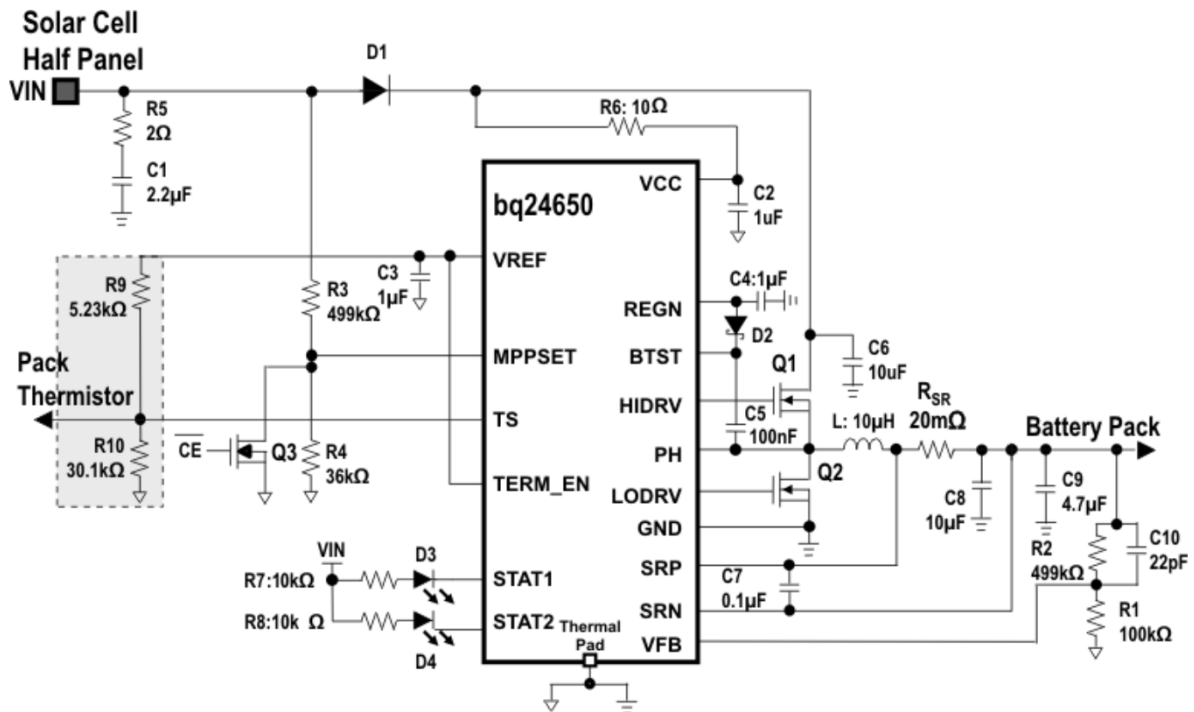 Solar Cell
Half Panel
VIN
D1
R5
2Ω
C1
2.2μF
R6: 10Ω
VCC
C2
1uF
bq24650
VREF
R9
5.23kΩ
C3
1μF
R3
499kΩ
C4:1μF
REGN
D2
MPPSET
BTST
Q1
C6
10uF
Pack
Thermistor
TS
HIDRV
C5
100nF
RSR
20mΩ
L: 10μH
Battery Pack
R10
30.1kΩ
CE
Q3
R4
36kΩ
PH
Q2
TERM_EN
LODRV
C8
10μF
C9
4.7μF
GND
R2
499kΩ
C10
22pF
VIN
D3
R7:10kΩ
STAT1
SRP
C7
0.1μF
R8:10k Ω
STAT2
D4
SRN
R1
100kΩ
Thermal
Pad
VFB